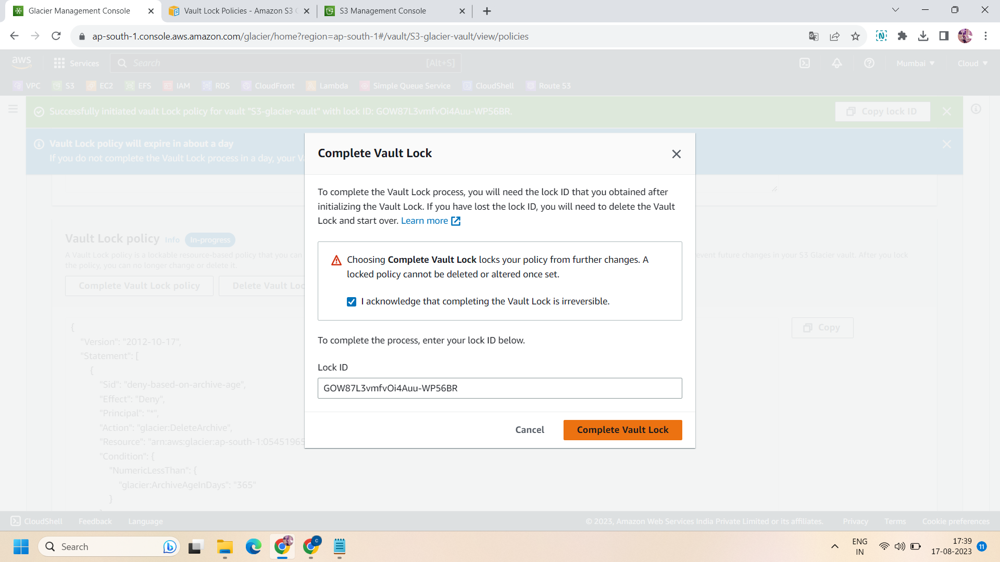 Glacier Management Console
Vault Lock Policies - Amazon S3
S3 Management Console
ap-south-1.console.aws.amazon.com/glacier/home?region=ap-south-1#/vault/S3-glacier-vault/view/policies
aws
Services
Search
[Alt+S]
Mumbai
Cloud
VPC
S3
EC2
EFS
IAM
RDS
CloudFront
Lambda
Simple Queue Service
CloudShell
Route 53
Successfully initiated vault Lock policy for vault "S3-glacier-vault" with lock ID: GOW87L3vmfvOi4Auu-WP56BR.
Copy lock ID
Vault Lock policy will expire in about a day
If you do not complete the Vault Lock process in a day, your
Complete Vault Lock
To complete the Vault Lock process, you will need the lock ID that you obtained after
initializing the Vault Lock. If you have lost the lock ID, you will need to delete the Vault
Lock and start over. Learn more
Choosing Complete Vault Lock locks your policy from further changes. A
locked policy cannot be deleted or altered once set.
I acknowledge that completing the Vault Lock is irreversible.
To complete the process, enter your lock ID below.
Lock ID
GOW87L3vmfvOi4Auu-WP56BR
Cancel
Complete Vault Lock
Vault Lock policy Info In-progress
A Vault Lock policy is a lockable resource-based policy that you can
event future changes in your S3 Glacier vault. After you lock
the policy, you can no longer change or delete it.
Complete Vault Lock policy
Delete Vault Loc
Copy
{
"Version": "2012-10-17",
"Statement": [
{
"Sid": "deny-based-on-archive-age",
"Effect": "Deny",
"Principal": "*",
"Action": "glacier:DeleteArchive",
"Resource": "arn:aws:glacier:ap-south-1:05451965
"Condition": {
"NumericLessThan": {
"glacier:ArchiveAgeInDays": "365"
}
CloudShell
Feedback
Language
© 2023, Amazon Web Services India Private Limited or its affiliates.
Privacy
Terms
Cookie preferences
Search
ENG
IN
17:39
17-08-2023
11